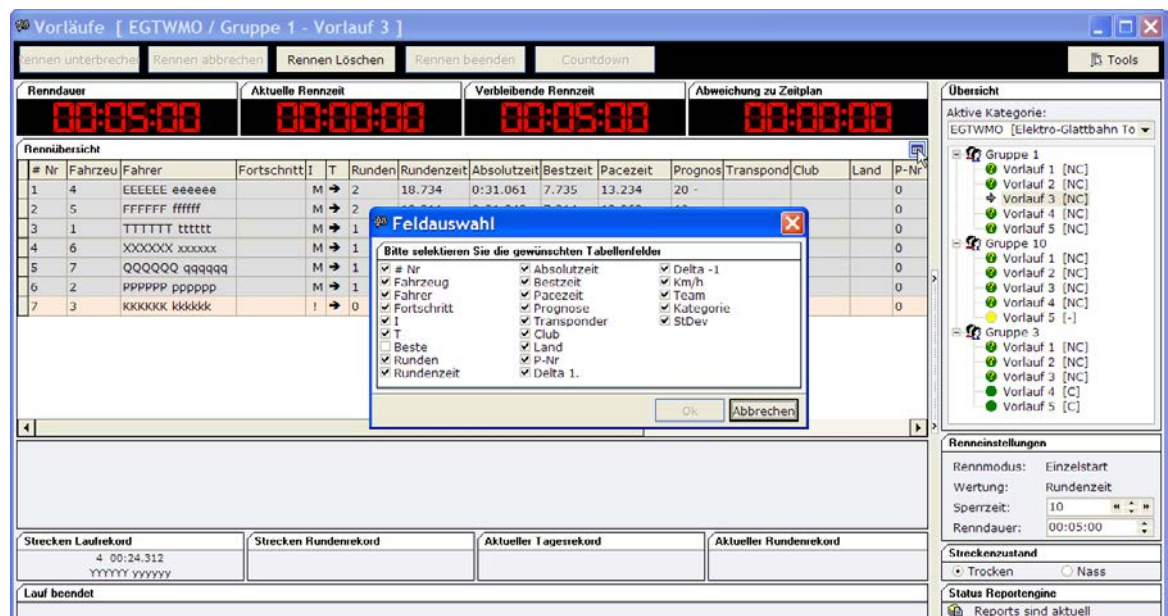 Vorläufe [ EGTWMO / Gruppe 1 - Vorlauf 3 ]
Rennen unterbrechen Rennen abbrechen Rennen Löschen Rennen beenden Countdown Tools
Renndauer Aktuelle Rennzeit Verbleibende Rennzeit Abweichung zu Zeitplan
00:05:00 00:00:00 00:05:00 00:00:00
Rennübersicht
# Nr Fahrzeu Fahrer Fortschritt I T Runden Rundenzeit Absolutzeit Bestzeit Pacezeit Prognos Transpond Club Land P-Nr
1 4 EEEEEE eeeeee M 2 18.734 0:31.061 7.735 13.234 20 - 0
2 5 FFFFFF ffffff M 2 0
3 1 TTTTTT tttttt M 1 0
4 6 XXXXXX xxxxxx M 1 0
5 7 QQQQQQ qqqqqq M 1 0
6 2 PPPPPP pppppp M 1 0
7 3 KKKKKK kkkkkk ! 0 0
Feldauswahl
Bitte selektieren Sie die gewünschten Tabellenfelder
# Nr Absolutzeit Delta -1
Fahrzeug Bestzeit Km/h
Fahrer Pacezeit Team
Fortschritt Prognose Kategorie
I Transponder StDev
T Club
Beste Land
Runden P-Nr
Rundenzeit Delta 1.
Ok Abbrechen
Strecken Laufrekord Strecken Rundenrekord Aktueller Tagesrekord Aktueller Rundenrekord
4 00:24.312
YYYYYY yyyyyy
Lauf beendet
Übersicht
Aktive Kategorie:
EGTWMO [Elektro-Glattbahn To
Gruppe 1
Vorlauf 1 [NC]
Vorlauf 2 [NC]
Vorlauf 3 [NC]
Vorlauf 4 [NC]
Vorlauf 5 [NC]
Gruppe 10
Vorlauf 1 [NC]
Vorlauf 2 [NC]
Vorlauf 3 [NC]
Vorlauf 4 [NC]
Vorlauf 5 [-]
Gruppe 3
Vorlauf 1 [NC]
Vorlauf 2 [NC]
Vorlauf 3 [NC]
Vorlauf 4 [C]
Vorlauf 5 [C]
Renneinstellungen
Rennmodus: Einzelstart
Wertung: Rundenzeit
Sperrzeit: 10
Renndauer: 00:05:00
Streckenzustand
Trocken Nass
Status Reportengine
Reports sind aktuell